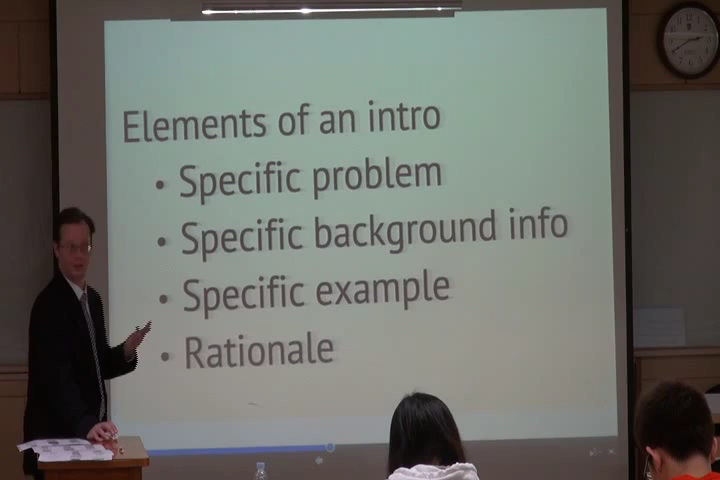 Elements of an intro
• Specific problem
• Specific background info
• Specific example
• Rationale